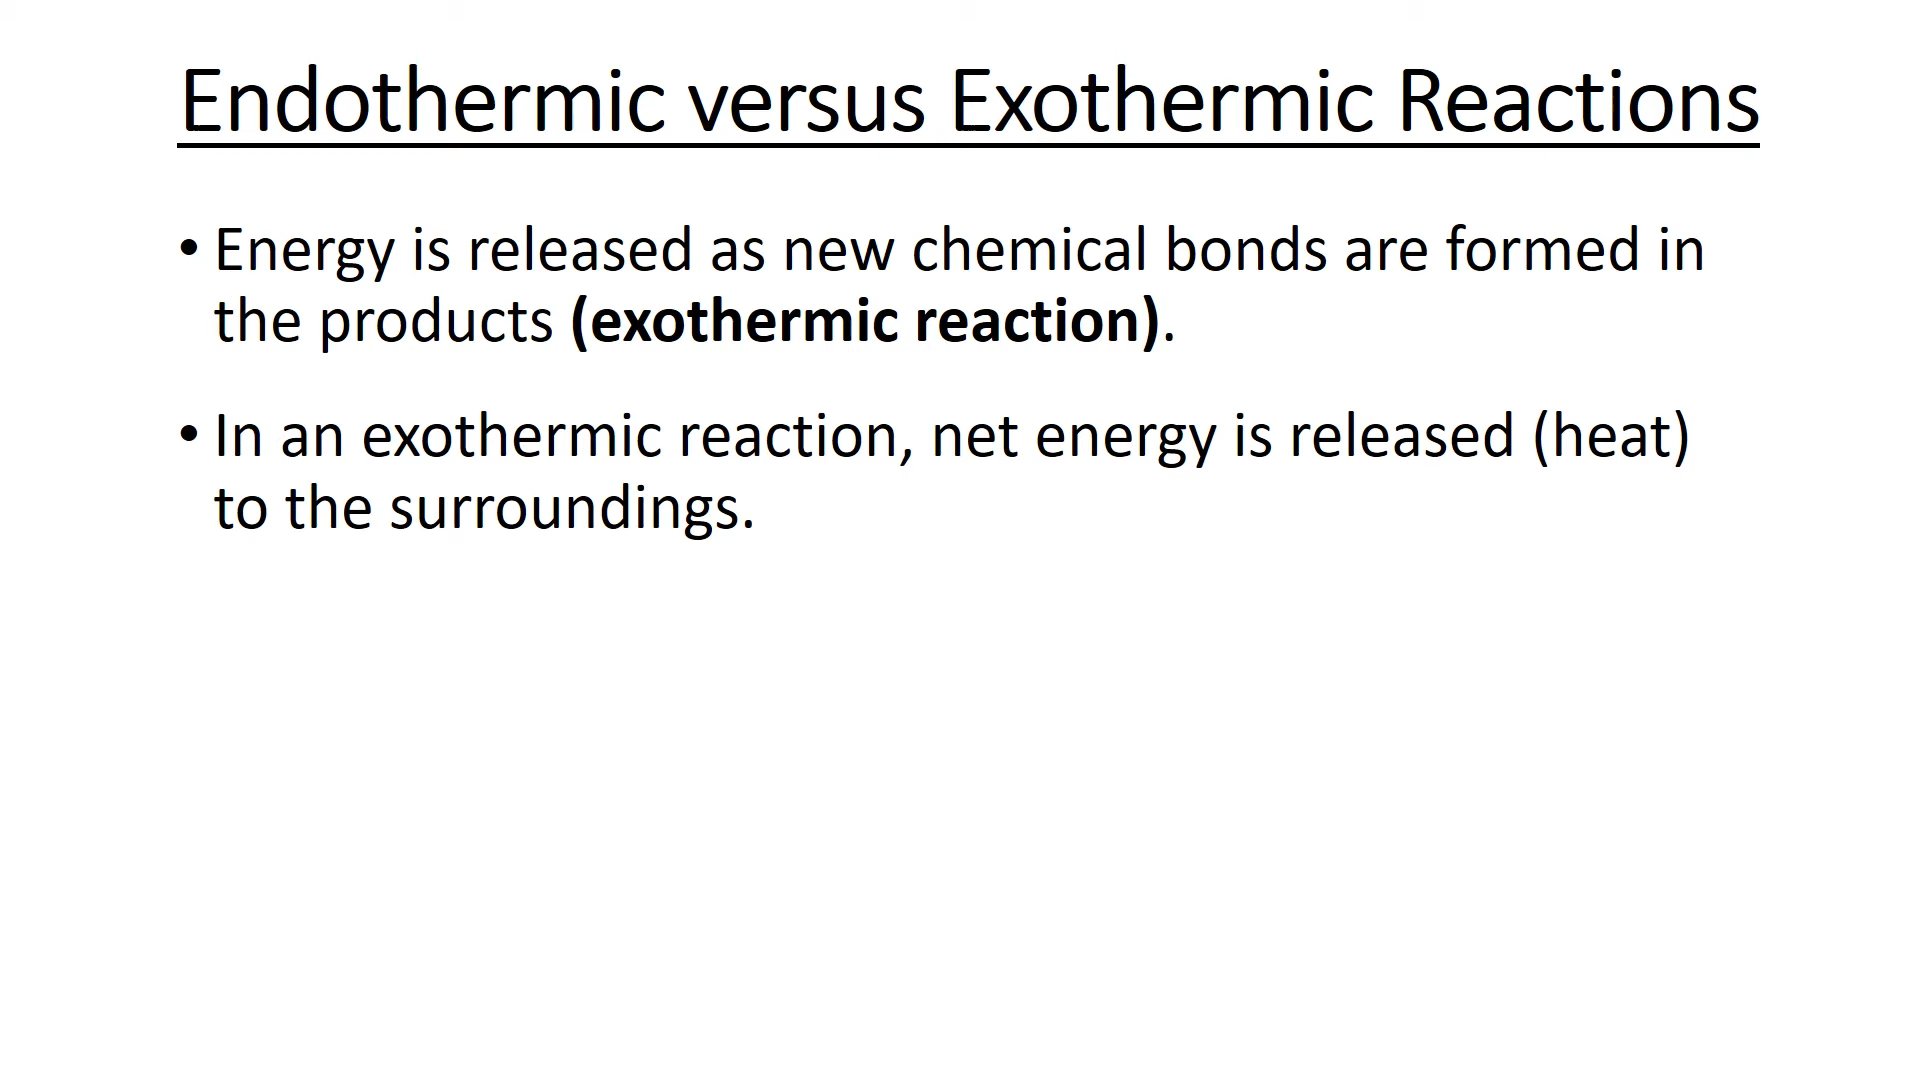 Endothermic versus Exothermic Reactions
• Energy is released as new chemical bonds are formed in
the products (exothermic reaction).
• In an exothermic reaction, net energy is released (heat)
to the surroundings.